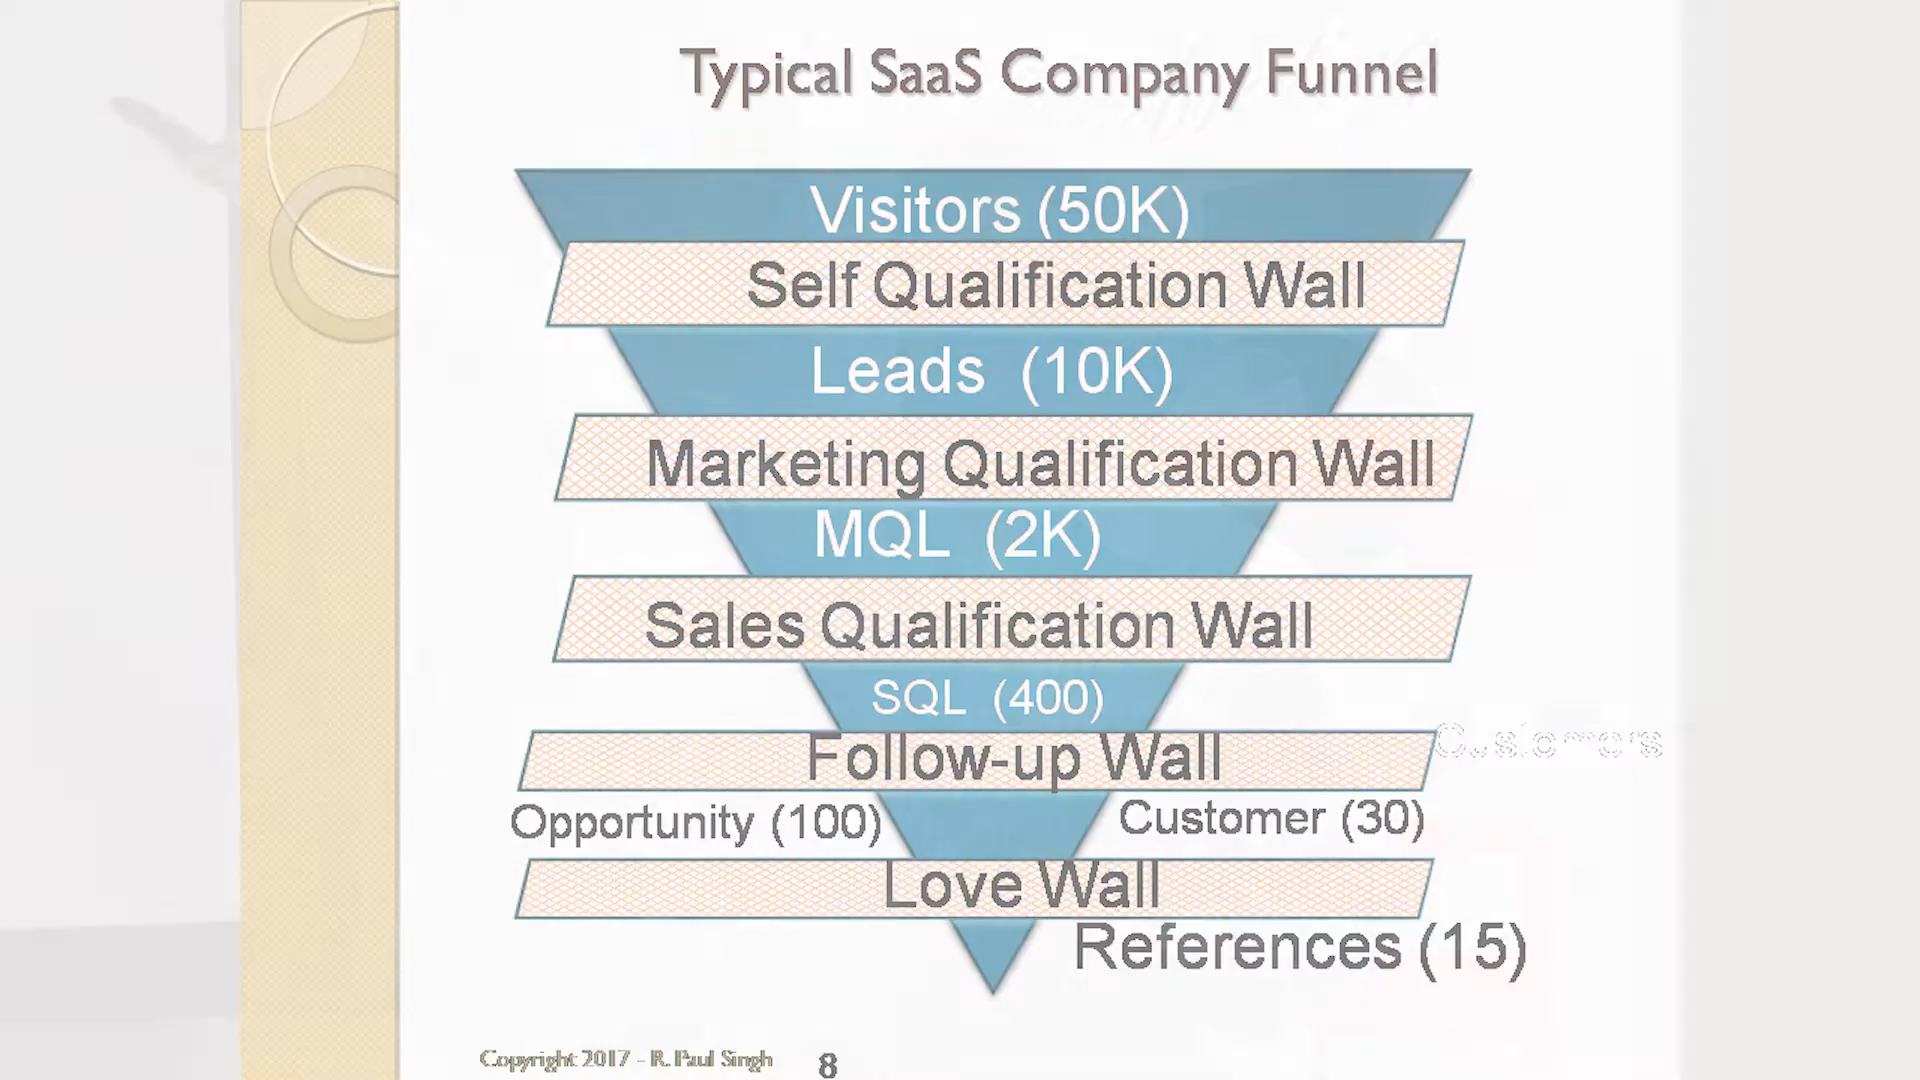 Typical SaaS Company Funnel
Visitors (50K)
Self Qualification Wall
Leads (10K)
Marketing Qualification Wall
MQL (2K)
Sales Qualification Wall
SQL (400)
Follow-up Wall
Customers
Opportunity (100) Customer (30)
Love Wall
References (15)
Copyright 2017 - R. Paul Singh 8